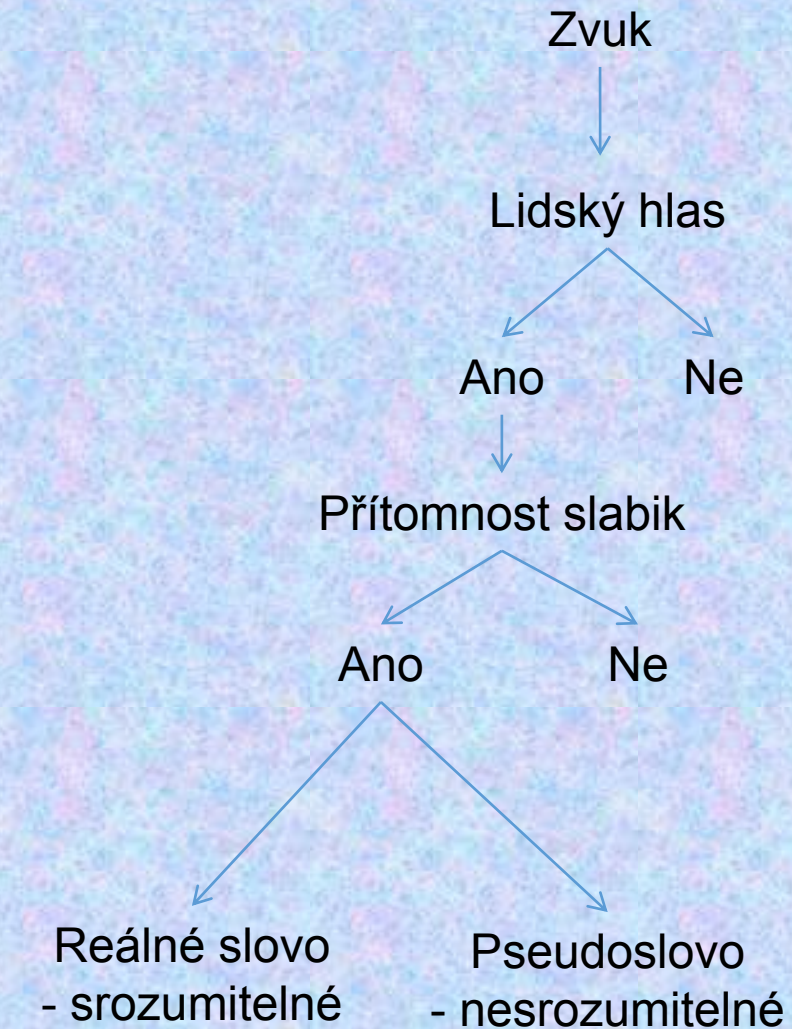 Zvuk
Lidský hlas
Ano
Ne
Přítomnost slabik
Ano
Ne
Reálné slovo
- srozumitelné
Pseudoslovo
- nesrozumitelné